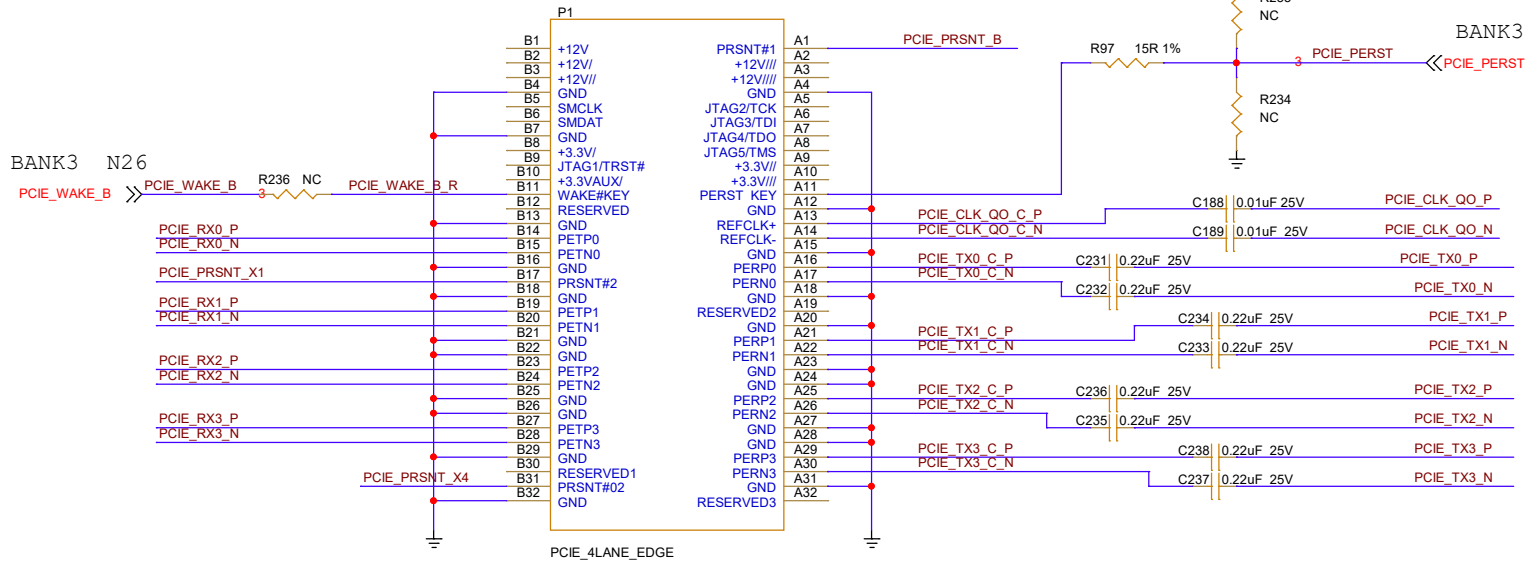 P1
R233
NC
BANK3
R97 15R 1%
3 PCIE_PERST
PCIE_PERST
R234
NC
BANK3 N26
PCIE_WAKE_B
PCIE_WAKE_B
3
R236 NC
PCIE_WAKE_B_R
PCIE_RX0_P
PCIE_RX0_N
PCIE_PRSNT_X1
PCIE_RX1_P
PCIE_RX1_N
PCIE_RX2_P
PCIE_RX2_N
PCIE_RX3_P
PCIE_RX3_N
PCIE_PRSNT_X4
B1 +12V
B2 +12V/
B3 +12V//
B4 GND
B5 SMCLK
B6 SMDAT
B7 GND
B8 +3.3V/
B9 JTAG1/TRST#
B10 +3.3VAUX/
B11 WAKE#KEY
B12 RESERVED
B13 GND
B14 PETP0
B15 PETN0
B16 GND
B17 PRSNT#2
B18 GND
B19 PETP1
B20 PETN1
B21 GND
B22 GND
B23 PETP2
B24 PETN2
B25 GND
B26 GND
B27 PETP3
B28 PETN3
B29 GND
B30 RESERVED1
B31 PRSNT#02
B32 GND
PRSNT#1 A1
+12V/// A2
+12V//// A3
GND A4
JTAG2/TCK A5
JTAG3/TDI A6
JTAG4/TDO A7
JTAG5/TMS A8
+3.3V// A9
+3.3V/// A10
PERST KEY A11
GND A12
REFCLK+ A13
REFCLK- A14
GND A15
PERP0 A16
PERN0 A17
GND A18
RESERVED2 A19
GND A20
PERP1 A21
PERN1 A22
GND A23
GND A24
PERP2 A25
PERN2 A26
GND A27
GND A28
PERP3 A29
PERN3 A30
GND A31
RESERVED3 A32
PCIE_4LANE_EDGE
PCIE_PRSNT_B
PCIE_CLK_QO_C_P C188 0.01uF 25V PCIE_CLK_QO_P
PCIE_CLK_QO_C_N C189 0.01uF 25V PCIE_CLK_QO_N
PCIE_TX0_C_P C231 0.22uF 25V PCIE_TX0_P
PCIE_TX0_C_N C232 0.22uF 25V PCIE_TX0_N
PCIE_TX1_C_P C234 0.22uF 25V PCIE_TX1_P
PCIE_TX1_C_N C233 0.22uF 25V PCIE_TX1_N
PCIE_TX2_C_P C236 0.22uF 25V PCIE_TX2_P
PCIE_TX2_C_N C235 0.22uF 25V PCIE_TX2_N
PCIE_TX3_C_P C238 0.22uF 25V PCIE_TX3_P
PCIE_TX3_C_N C237 0.22uF 25V PCIE_TX3_N